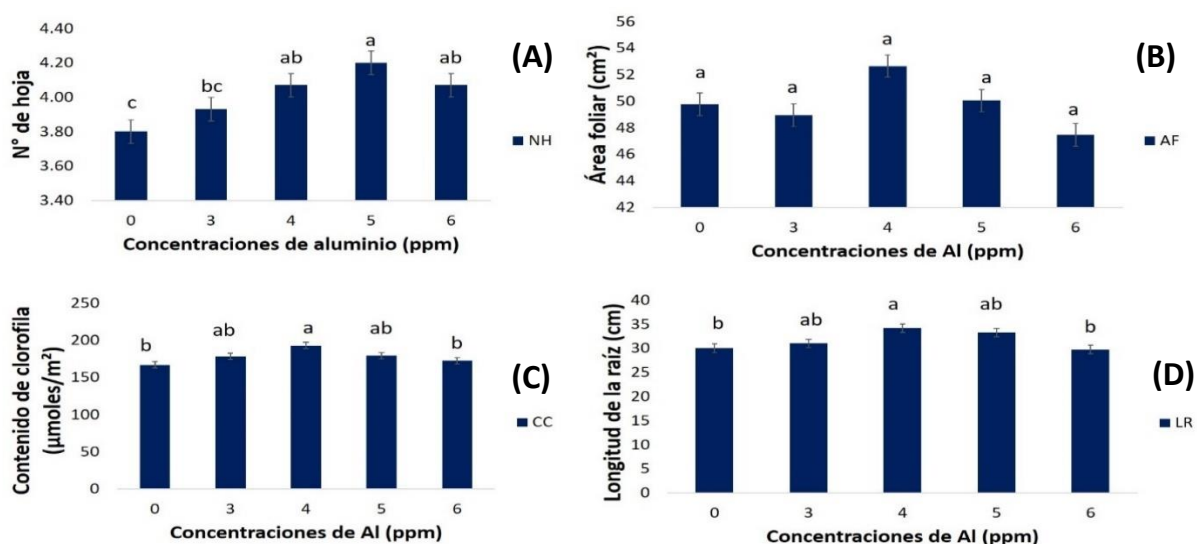 4.40
4.20
4.00
3.80
3.60
3.40
N° de hoja
c
bc
ab
a
ab
0 3 4 5 6
Concentraciones de aluminio (ppm)
(A)
NH
56
54
52
50
48
46
44
42
Área foliar (cm²)
a
a
a
a
a
0 3 4 5 6
Concentraciones de Al (ppm)
(B)
AF
250
200
150
100
50
0
Contenido de clorofila
(µmoles/m²)
b
ab
a
ab
b
0 3 4 5 6
Concentraciones de Al (ppm)
(C)
CC
40
35
30
25
20
15
10
5
0
Longitud de la raíz (cm)
b
ab
a
ab
b
0 3 4 5 6
Concentraciones de Al (ppm)
(D)
LR